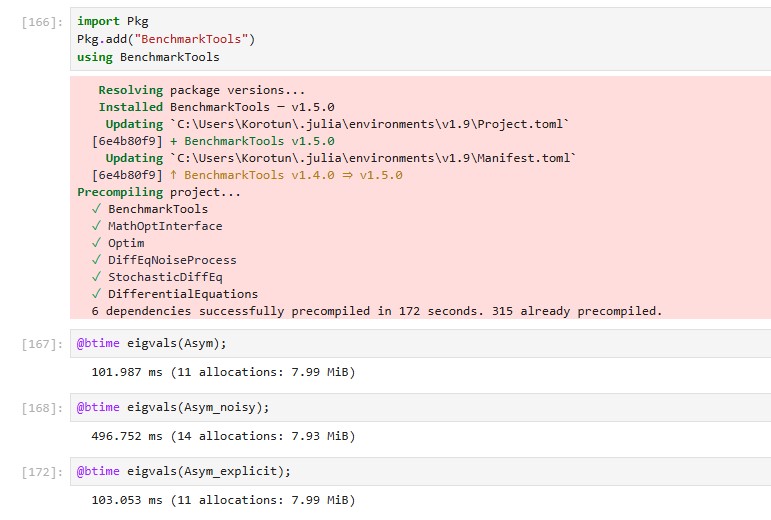 [166]: import Pkg
Pkg.add("BenchmarkTools")
using BenchmarkTools
Resolving package versions...
Installed BenchmarkTools ─ v1.5.0
Updating `C:\Users\Korotun\.julia\environments\v1.9\Project.toml`
[6e4b80f9] + BenchmarkTools v1.5.0
Updating `C:\Users\Korotun\.julia\environments\v1.9\Manifest.toml`
[6e4b80f9] ↑ BenchmarkTools v1.4.0 ⇒ v1.5.0
Precompiling project...
✓ BenchmarkTools
✓ MathOptInterface
✓ Optim
✓ DiffEqNoiseProcess
✓ StochasticDiffEq
✓ DifferentialEquations
6 dependencies successfully precompiled in 172 seconds. 315 already precompiled.
[167]: @btime eigvals(Asym);
101.987 ms (11 allocations: 7.99 MiB)
[168]: @btime eigvals(Asym_noisy);
496.752 ms (14 allocations: 7.93 MiB)
[172]: @btime eigvals(Asym_explicit);
103.053 ms (11 allocations: 7.99 MiB)